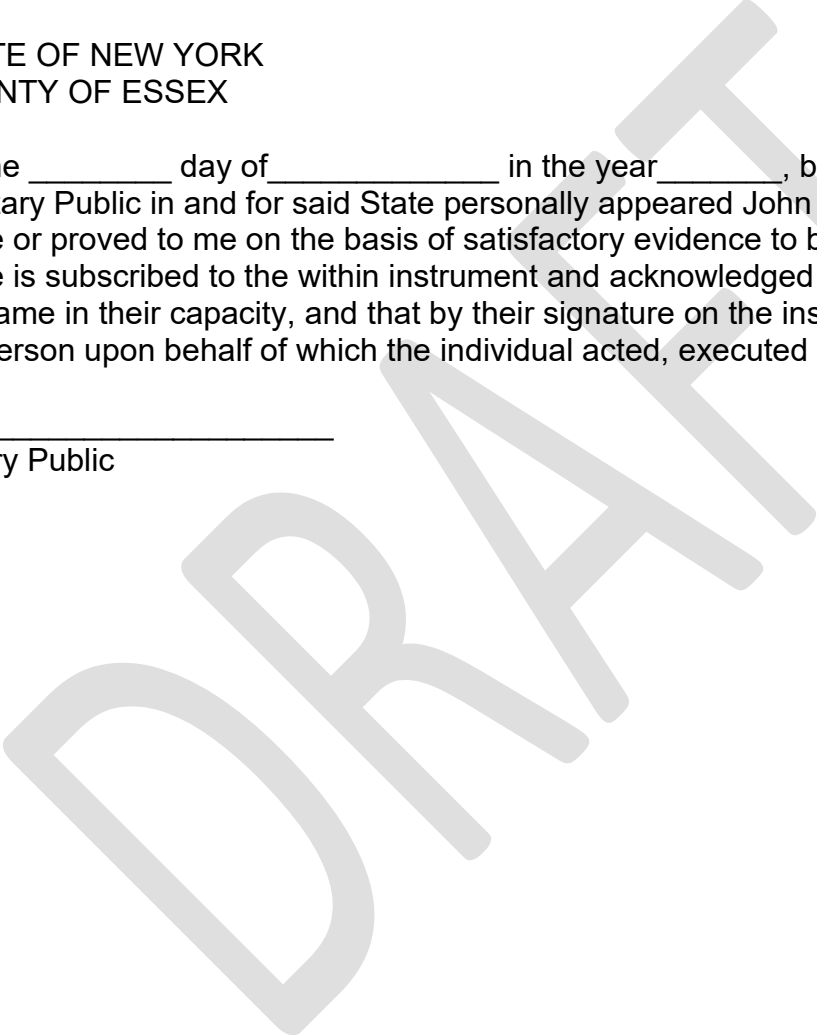 TE OF NEW YORK
NTY OF ESSEX
ne ________ day of_____________ in the year_______, b
tary Public in and for said State personally appeared John
e or proved to me on the basis of satisfactory evidence to b
e is subscribed to the within instrument and acknowledged
ame in their capacity, and that by their signature on the ins
erson upon behalf of which the individual acted, executed
___________________
ry Public
DRAFT